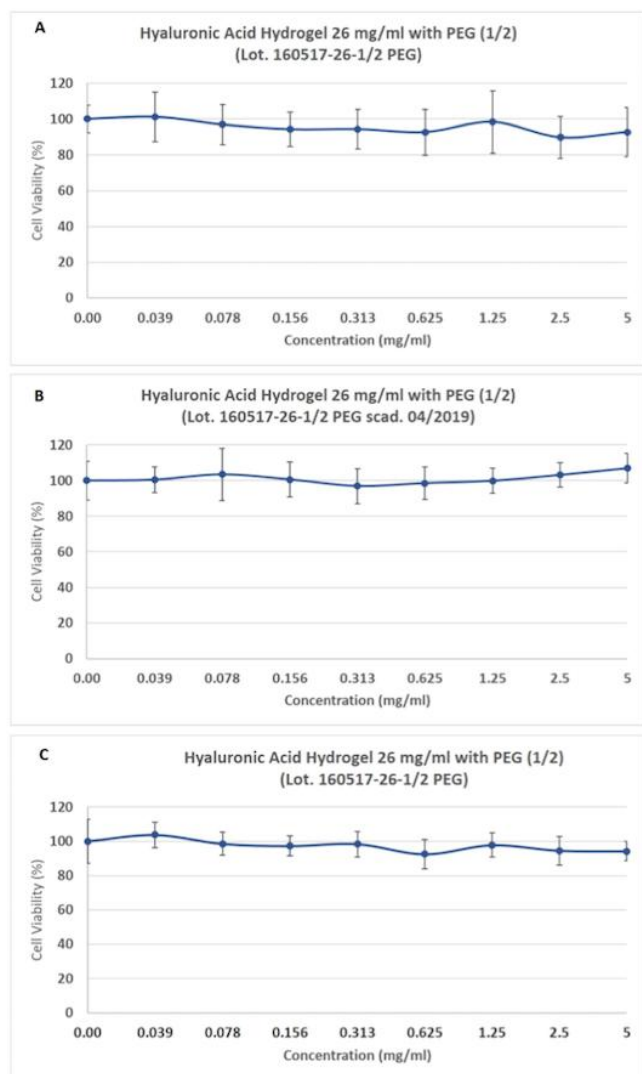 A
Hyaluronic Acid Hydrogel 26 mg/ml with PEG (1/2)
(Lot. 160517-26-1/2 PEG)
Cell Viability (%)
120
100
80
60
40
20
0
0.00 0.039 0.078 0.156 0.313 0.625 1.25 2.5 5
Concentration (mg/ml)
B
Hyaluronic Acid Hydrogel 26 mg/ml with PEG (1/2)
(Lot. 160517-26-1/2 PEG scad. 04/2019)
Cell Viability (%)
120
100
80
60
40
20
0
0.00 0.039 0.078 0.156 0.313 0.625 1.25 2.5 5
Concentration (mg/ml)
C
Hyaluronic Acid Hydrogel 26 mg/ml with PEG (1/2)
(Lot. 160517-26-1/2 PEG)
Cell Viability (%)
120
100
80
60
40
20
0
0.00 0.039 0.078 0.156 0.313 0.625 1.25 2.5 5
Concentration (mg/ml)